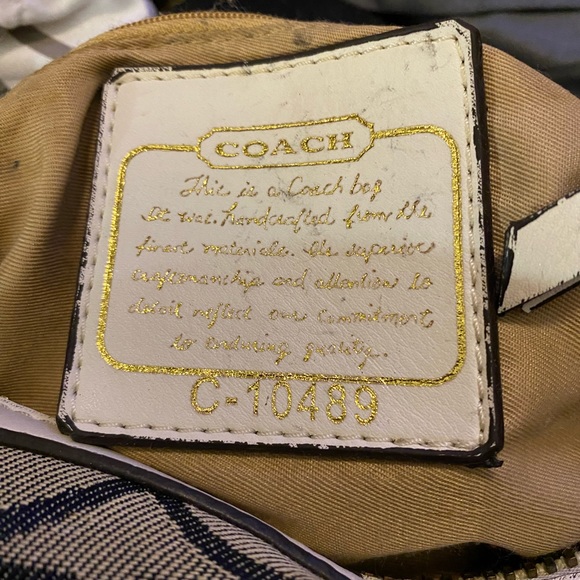 COACH
This is a Coach bag
It was handcrafted from the
finest materials. The superior
craftsmanship and attention to
detail reflect our commitment
to enduring quality.
C-10489